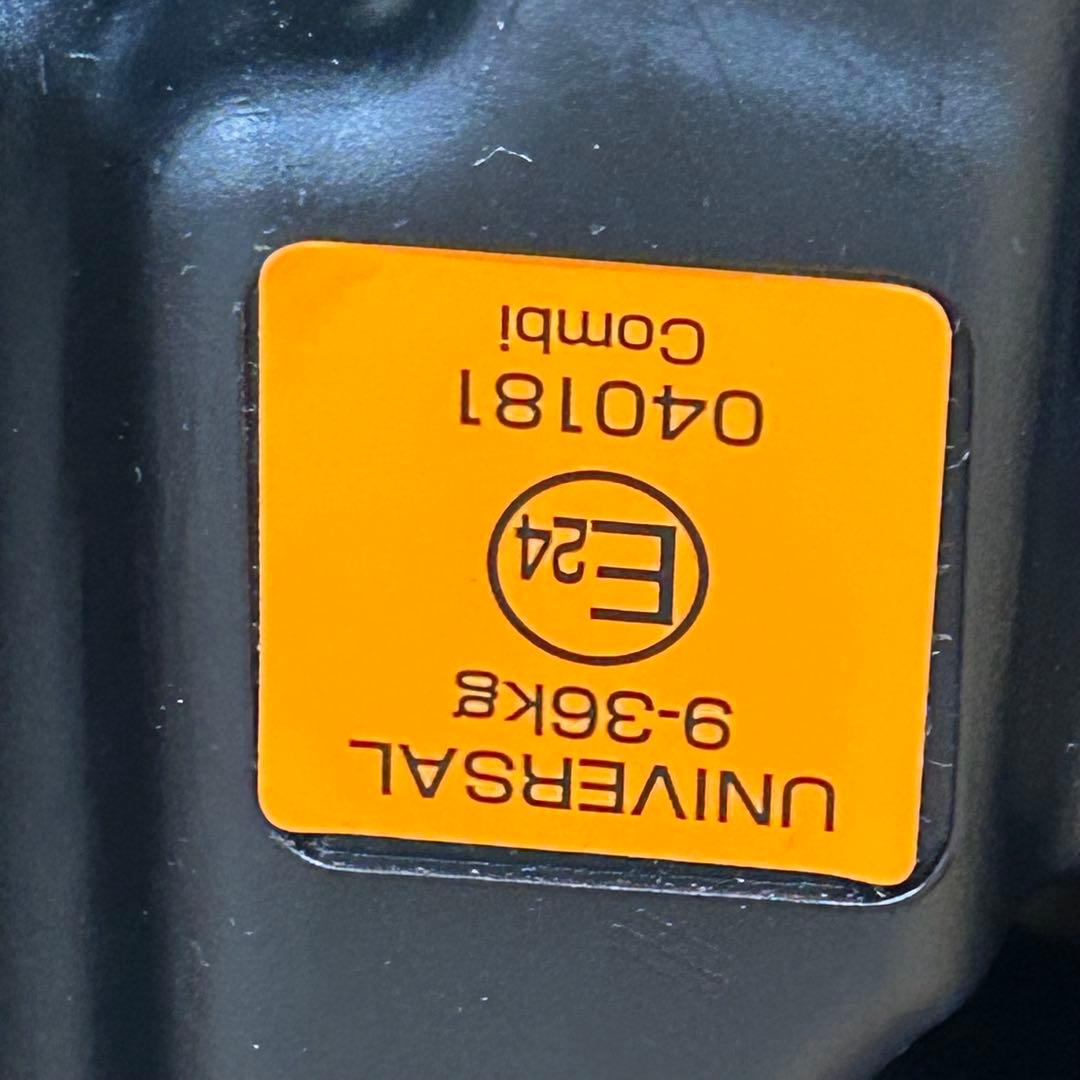 UNIVERSAL
9-36kg
E24
040181
Combi